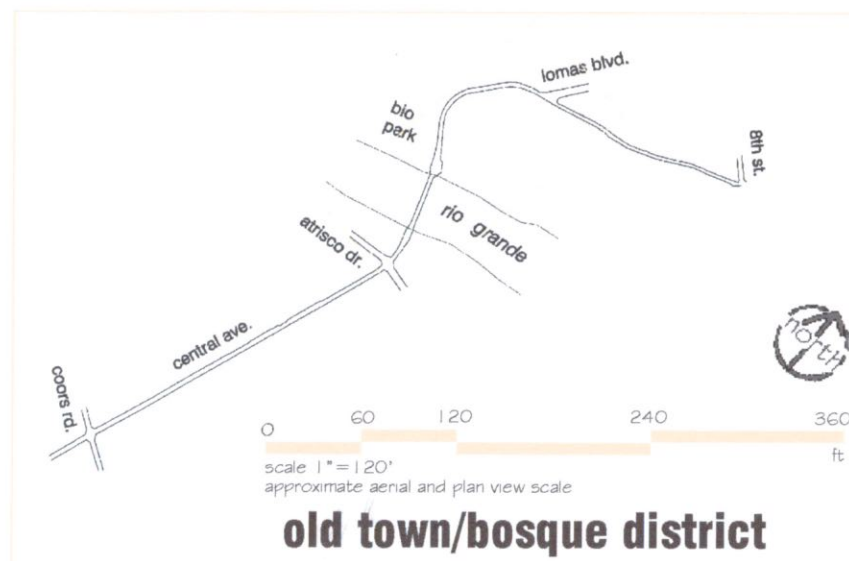 lomas blvd.
bio
park
8th st.
rio grande
atrisco dr.
central ave.
coors rd.
north
0 60 120 240 360
ft
scale 1"=120'
approximate aerial and plan view scale
old town/bosque district